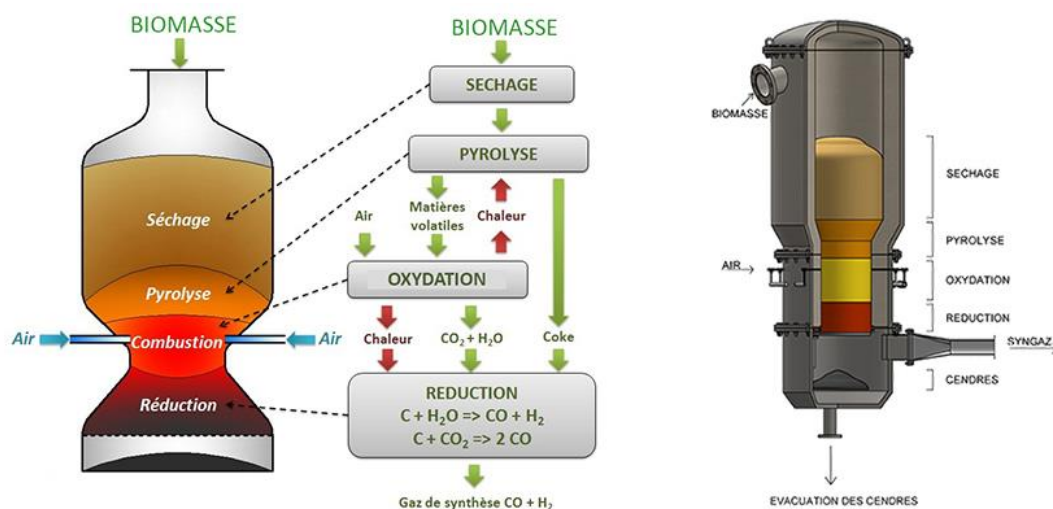 BIOMASSE
Séchage
Pyrolyse
Air
Combustion
Air
Réduction
BIOMASSE
SECHAGE
PYROLYSE
Air
Matières
volatiles
Chaleur
OXYDATION
Chaleur
CO₂ + H₂O
Coke
REDUCTION
C + H₂O => CO + H₂
C + CO₂ => 2 CO
Gaz de synthèse CO + H₂
BIOMASSE
SECHAGE
PYROLYSE
AIR
OXYDATION
REDUCTION
SYNGAZ
CENDRES
EVACUATION DES CENDRES